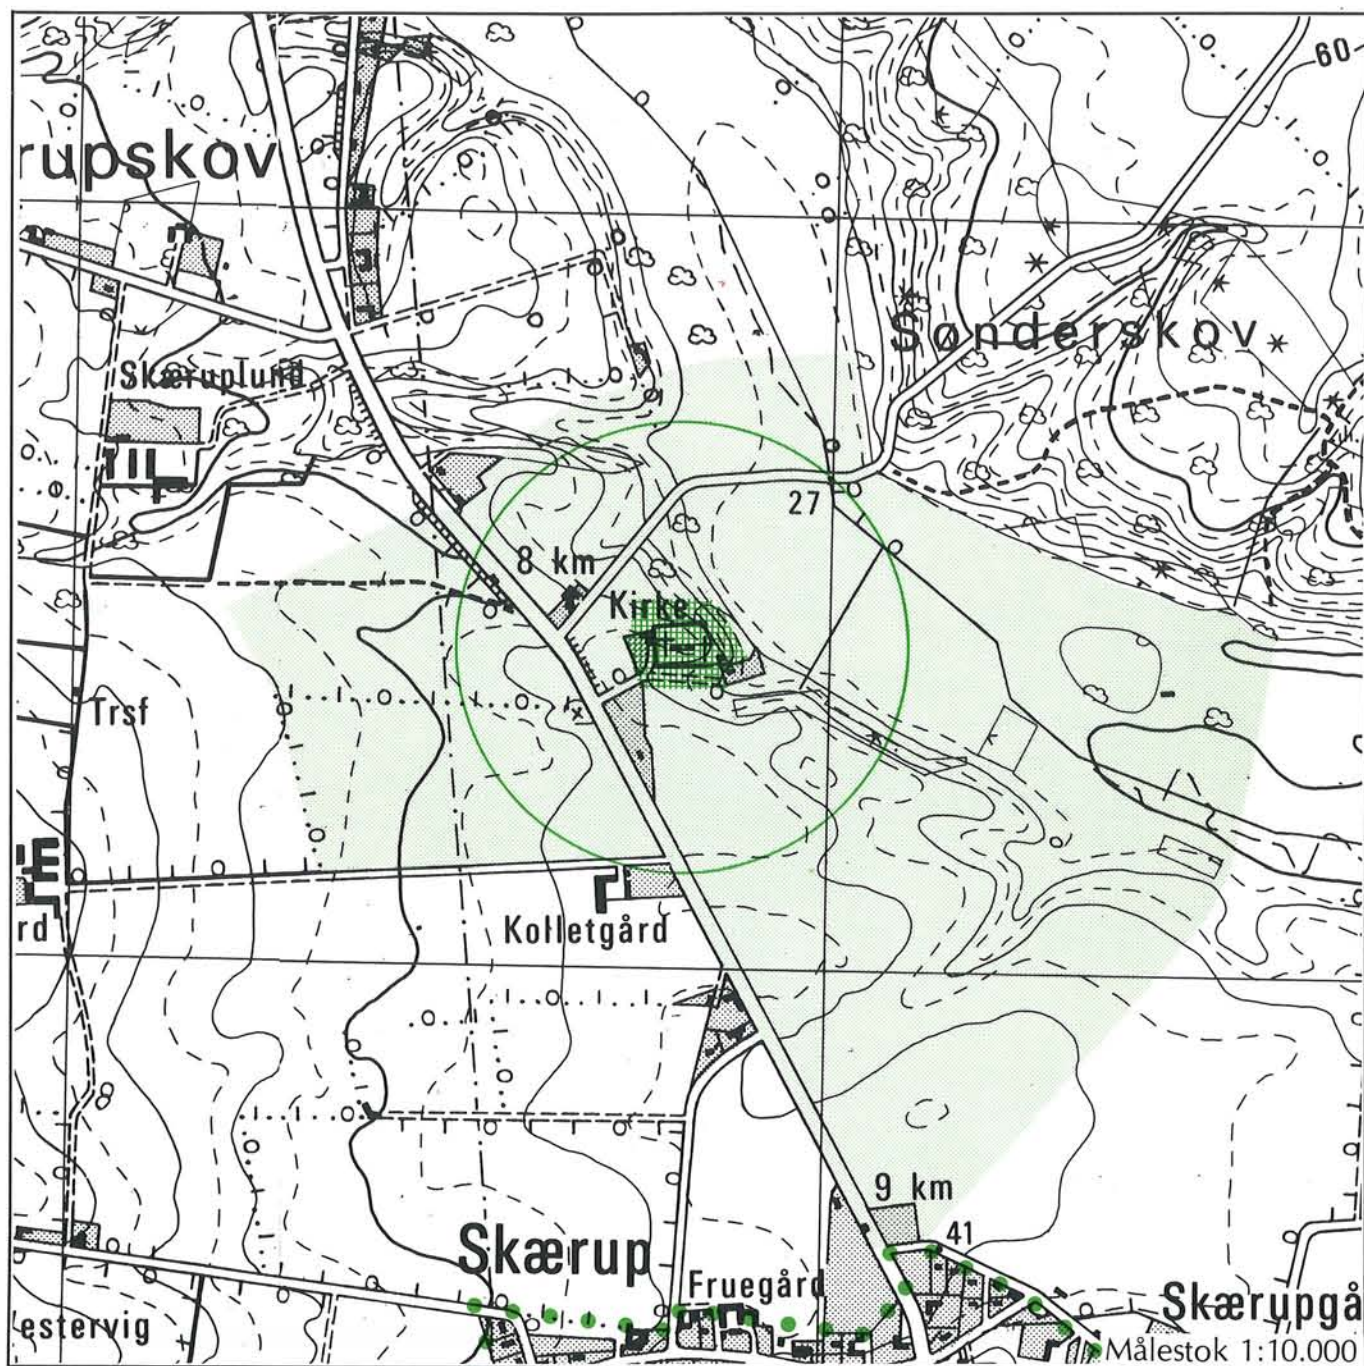 60
rupskov
Sønderskov
Skæruplund
27
8 km
Kirke
Trsf
rd
Kolletgård
9 km
41
Skærup
Fruegård
Skærupgå
estervig
Målestok 1:10.000